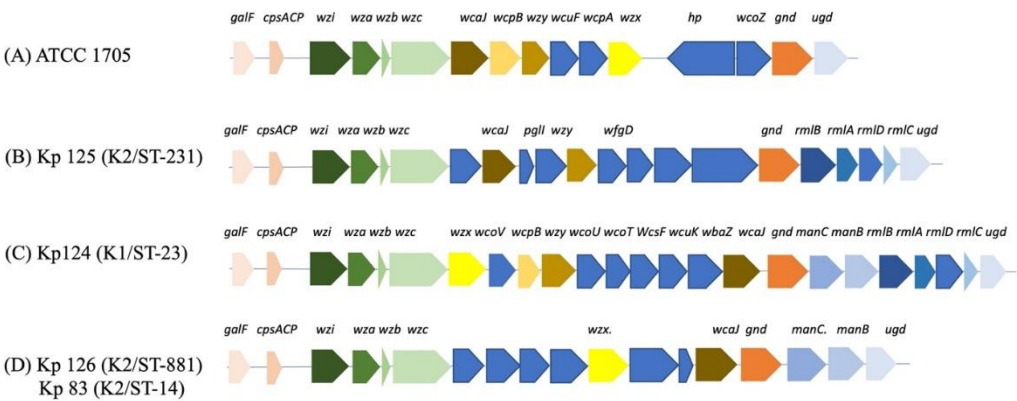 galF cpsACP wzi wza wzb wzc wcaJ wcpB wzy wcuF wcpA wzx hp wcoZ gnd ugd
(A) ATCC 1705
galF cpsACP wzi wza wzb wzc wcaJ pglI wzy wfgD gnd rmlB rmlA rmlD rmlC ugd
(B) Kp 125 (K2/ST-231)
galF cpsACP wzi wza wzb wzc wzx wcoV wcpB wzy wcoU wcoT WcsF wcuK wbaZ wcaJ gnd manC manB rmlB rmlA rmlD rmlC ugd
(C) Kp124 (K1/ST-23)
galF cpsACP wzi wza wzb wzc wzx. wcaJ gnd manC. manB ugd
(D) Kp 126 (K2/ST-881)
Kp 83 (K2/ST-14)